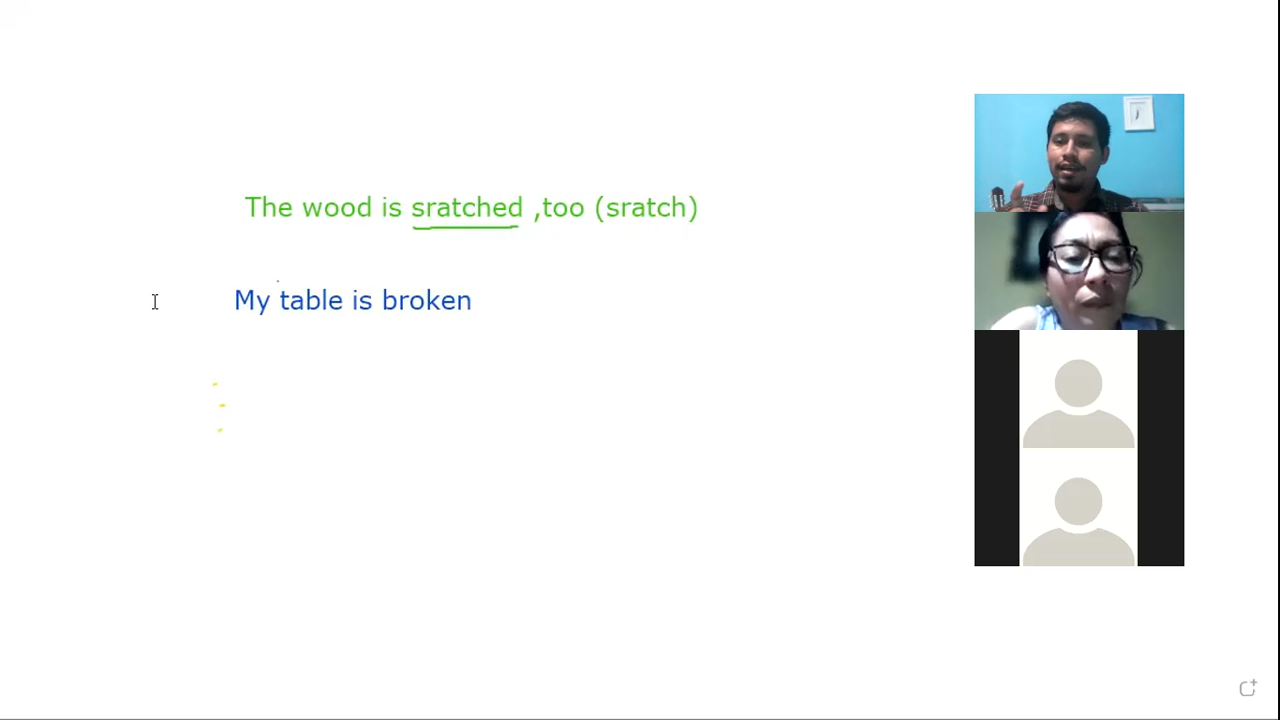 The wood is sratched ,too (sratch)
My table is broken